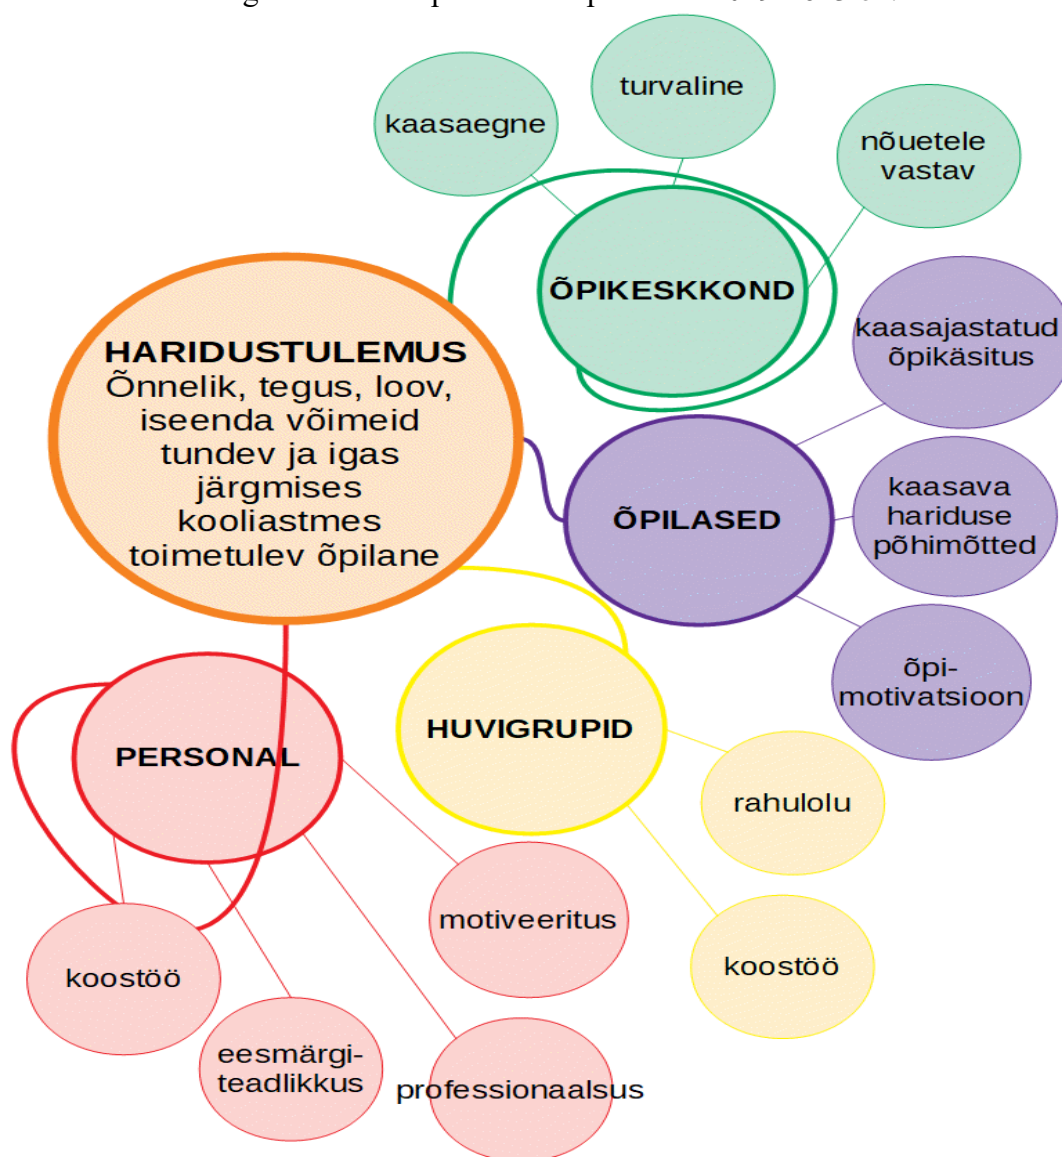 kaasaegne
turvaline
nõuetele
vastav
ÕPIKESKKOND
HARIDUSTULEMUS
Õnnelik, tegus, loov,
iseenda võimeid
tundev ja igas
järgmises
kooliastmes
toimetulev õpilane
kaasajastatud
õpikäsitus
ÕPILASED
kaasava
hariduse
põhimõtted
õpi-
motivatsioon
HUVIGRUPID
rahulolu
koostöö
PERSONAL
motiveeritus
koostöö
eesmärgi-
teadlikkus
professionaalsus